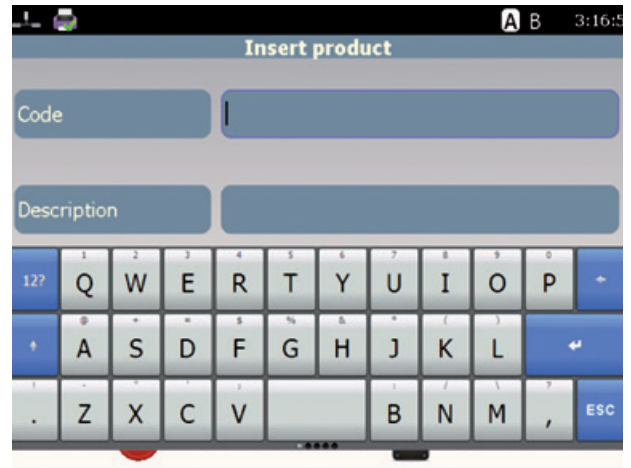 A B 3:16:5
Insert product
Code
Description
1 2 3 4 5 6 7 8 9 0
12? Q W E R T Y U I O P
@ $ % & * ( )
A S D F G H J K L
! - " ' ; : / \ ?
. Z X C V B N M , ESC